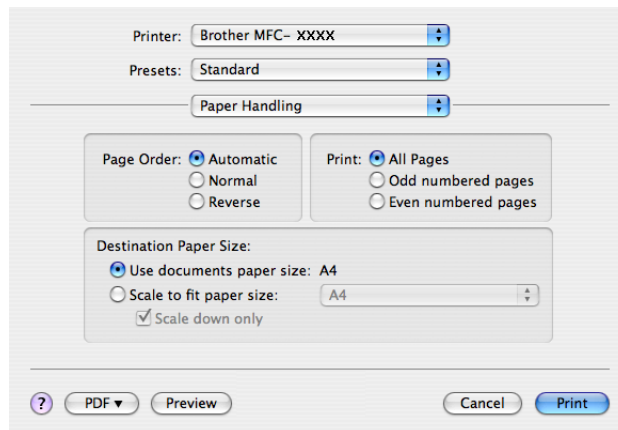 Printer: Brother MFC- XXXX
Presets: Standard
Paper Handling
Page Order: Automatic
Normal
Reverse
Print: All Pages
Odd numbered pages
Even numbered pages
Destination Paper Size:
Use documents paper size: A4
Scale to fit paper size: A4
Scale down only
? PDF▼ Preview Cancel Print